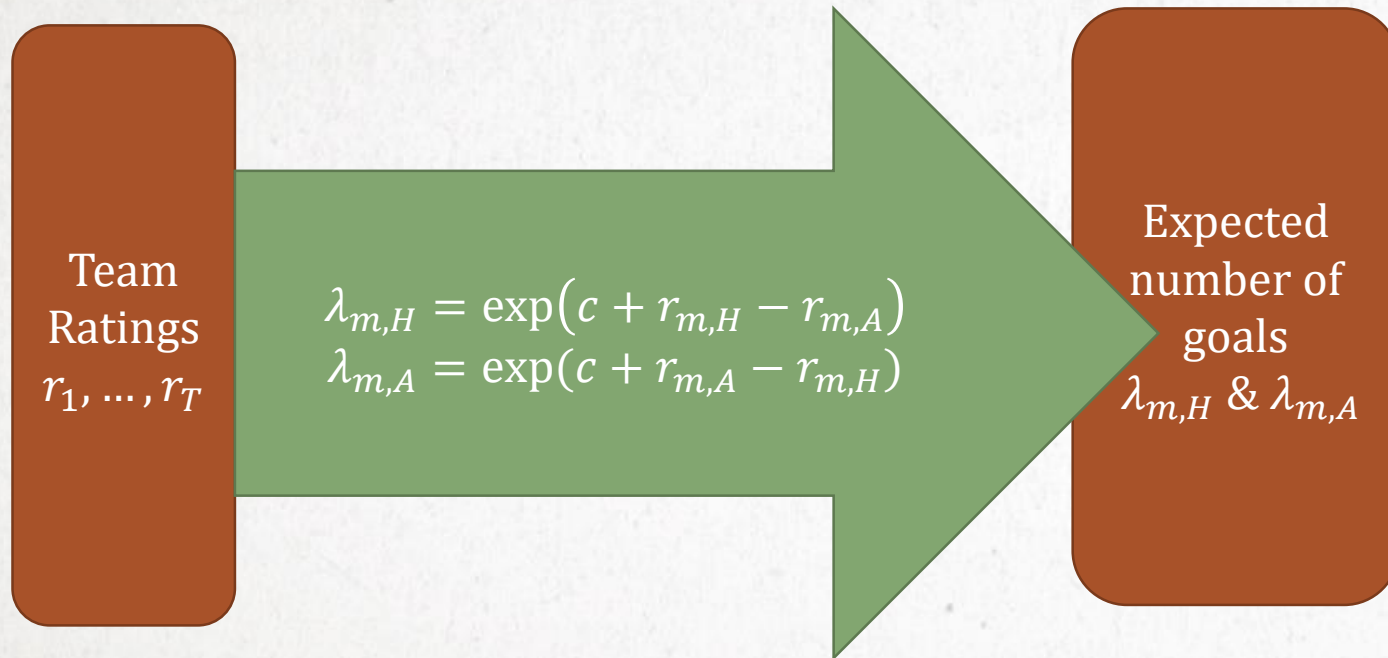 Team
Ratings
𝑟₁, … , 𝑟_T
λ_{m,H} = exp(c + r_{m,H} − r_{m,A})
λ_{m,A} = exp(c + r_{m,A} − r_{m,H})
Expected
number of
goals
λ_{m,H} & λ_{m,A}